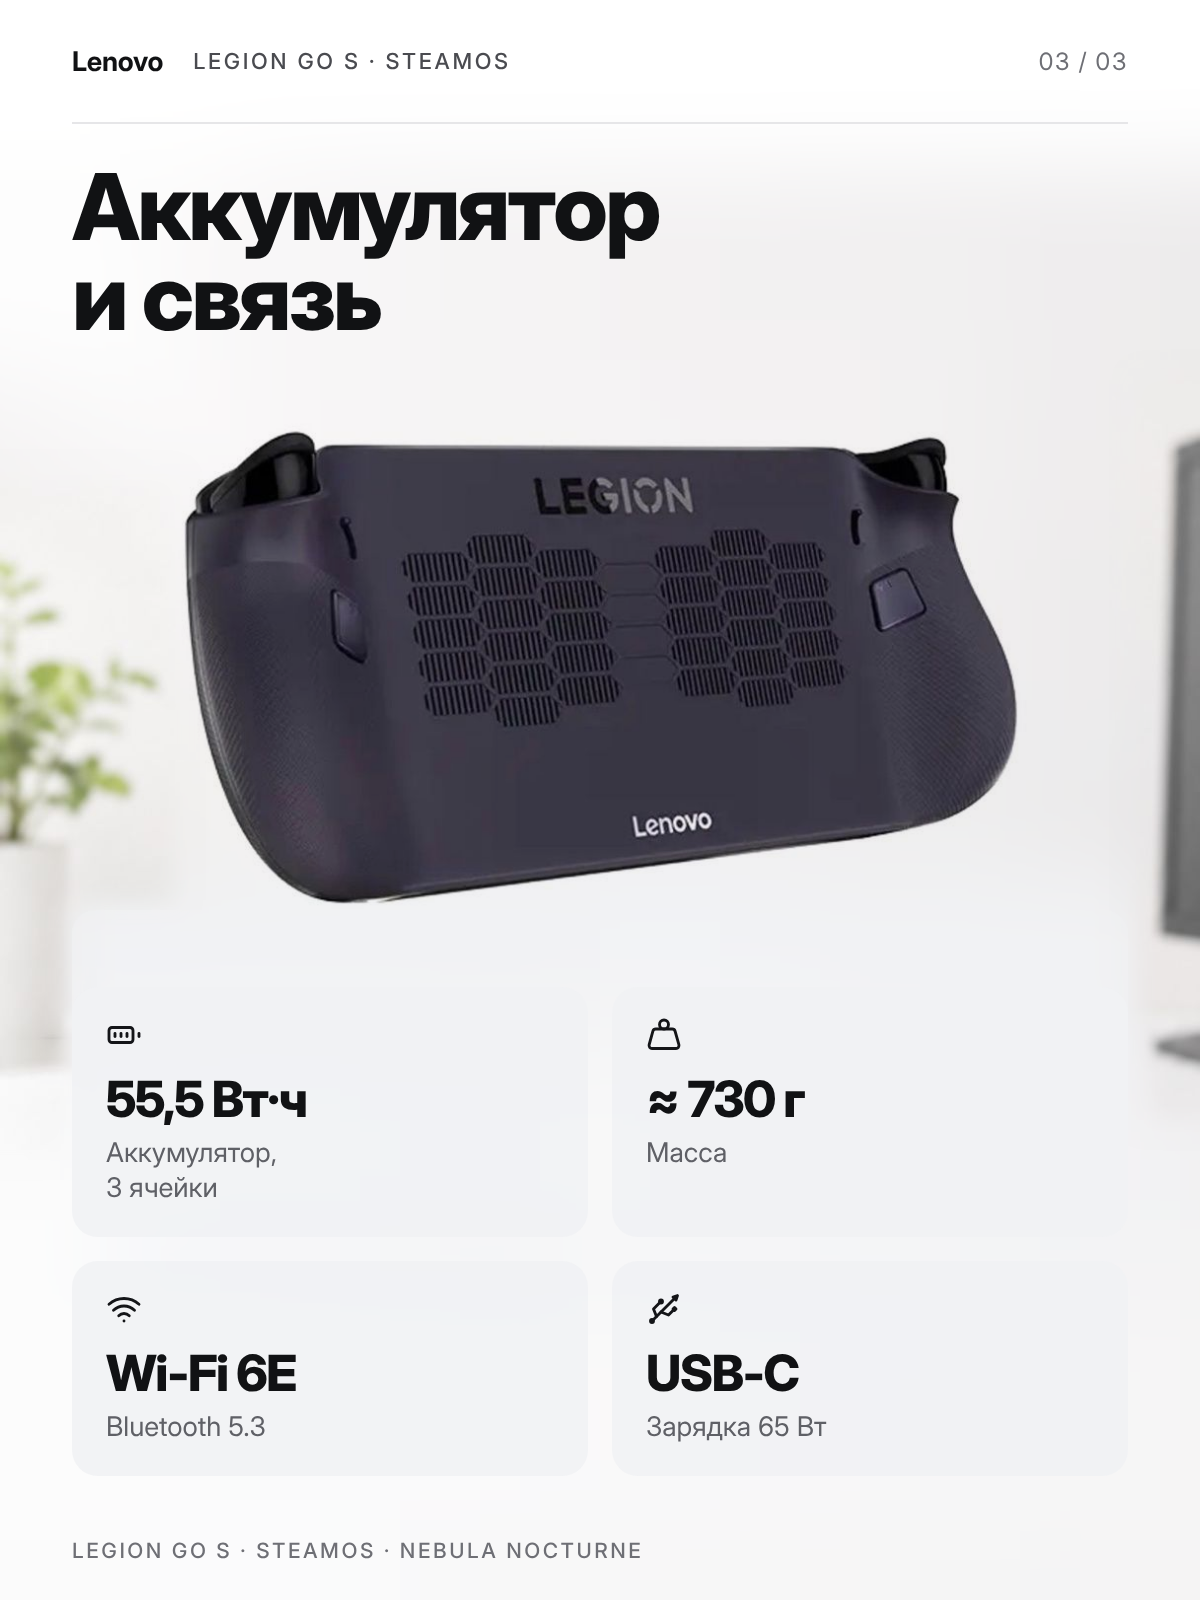 Lenovo LEGION GO S · STEAMOS 03 / 03
Аккумулятор
и связь
LEGION
Lenovo
55,5 Вт·ч
Аккумулятор,
3 ячейки
≈ 730 г
Масса
Wi-Fi 6E
Bluetooth 5.3
USB-C
Зарядка 65 Вт
LEGION GO S · STEAMOS · NEBULA NOCTURNE